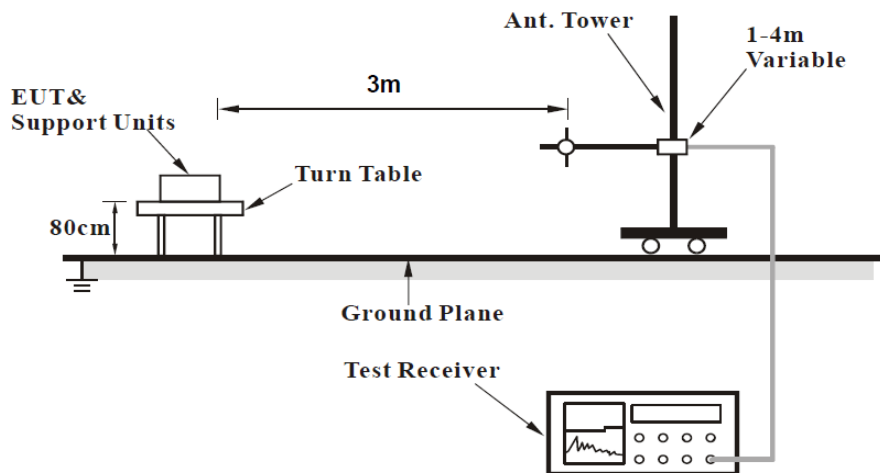 Ant. Tower
1-4m
Variable
3m
EUT&
Support Units
Turn Table
80cm
Ground Plane
Test Receiver